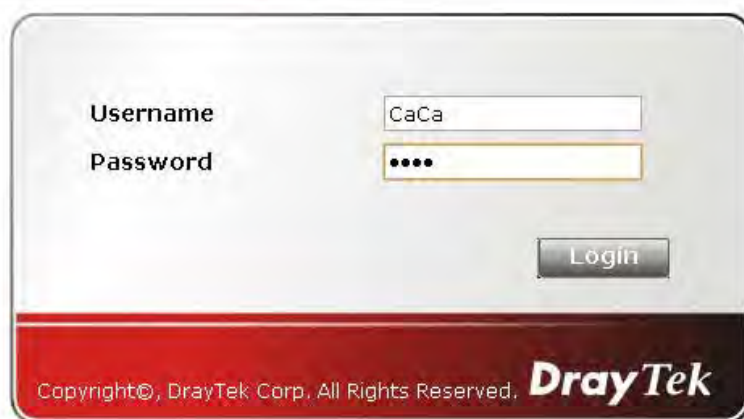 Username CaCa
Password ••••
Login
Copyright©, DrayTek Corp. All Rights Reserved. DrayTek